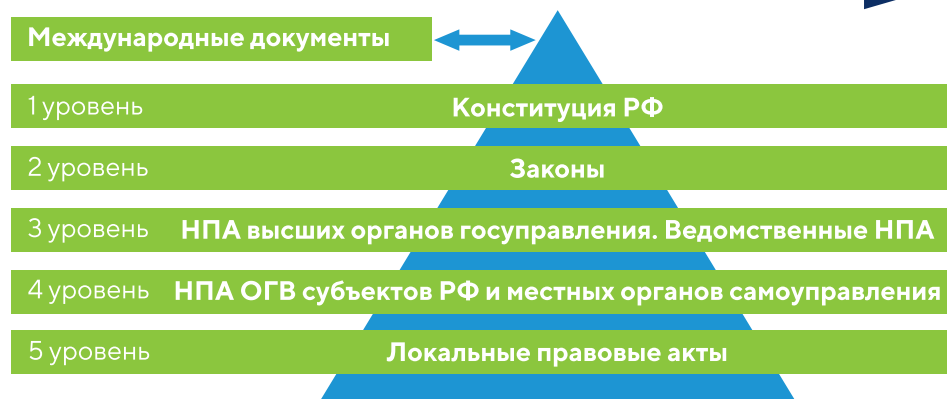 Международные документы
1 уровень Конституция РФ
2 уровень Законы
3 уровень НПА высших органов госуправления. Ведомственные НПА
4 уровень НПА ОГВ субъектов РФ и местных органов самоуправления
5 уровень Локальные правовые акты